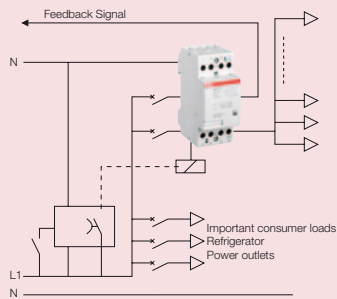 Feedback Signal
N
Important consumer loads
Refrigerator
Power outlets
L1
N